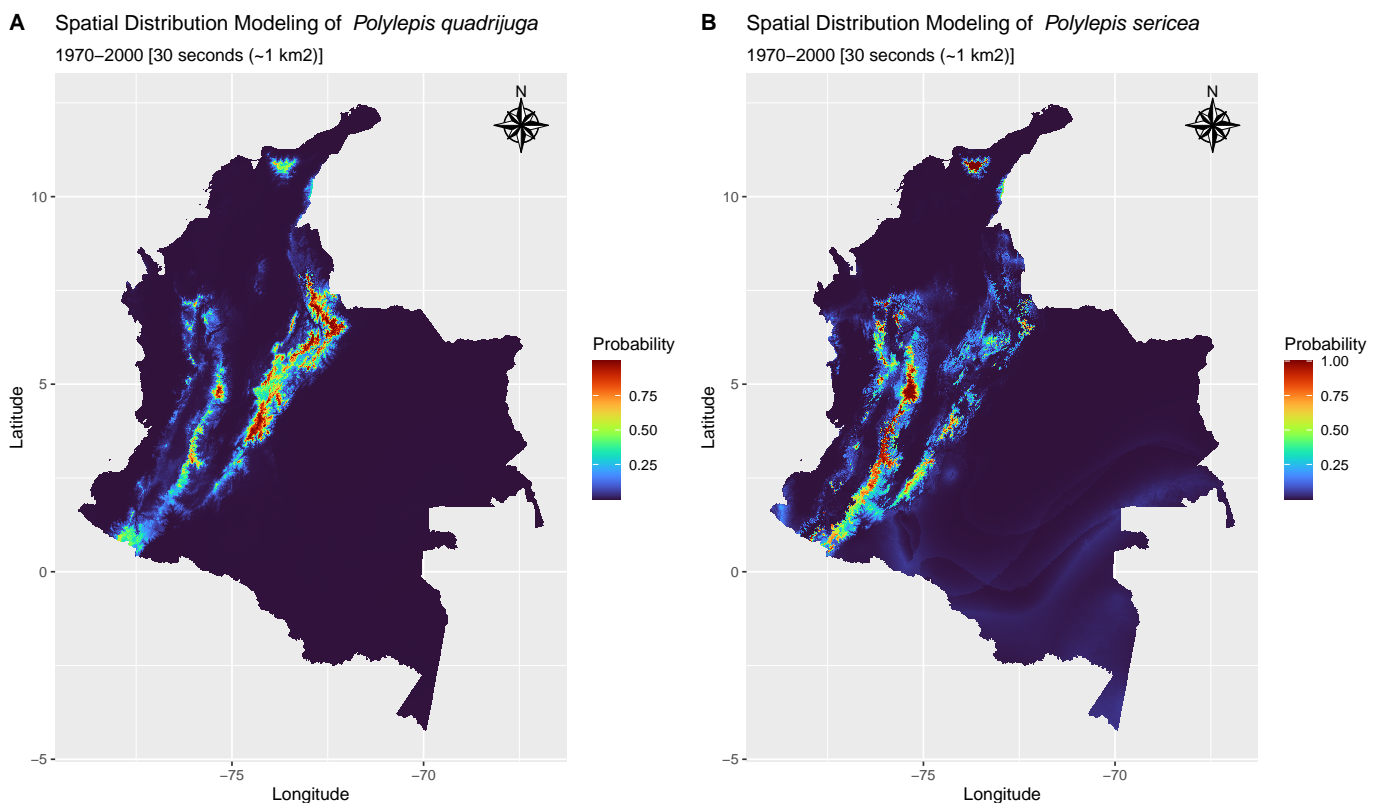 A Spatial Distribution Modeling of Polylepis quadrijuga
1970−2000 [30 seconds (~1 km2)]
N
10
5
0
−5
Latitude
−75
−70
Longitude
Probability
0.75
0.50
0.25
B Spatial Distribution Modeling of Polylepis sericea
1970−2000 [30 seconds (~1 km2)]
N
10
5
0
−5
Latitude
−75
−70
Longitude
Probability
1.00
0.75
0.50
0.25